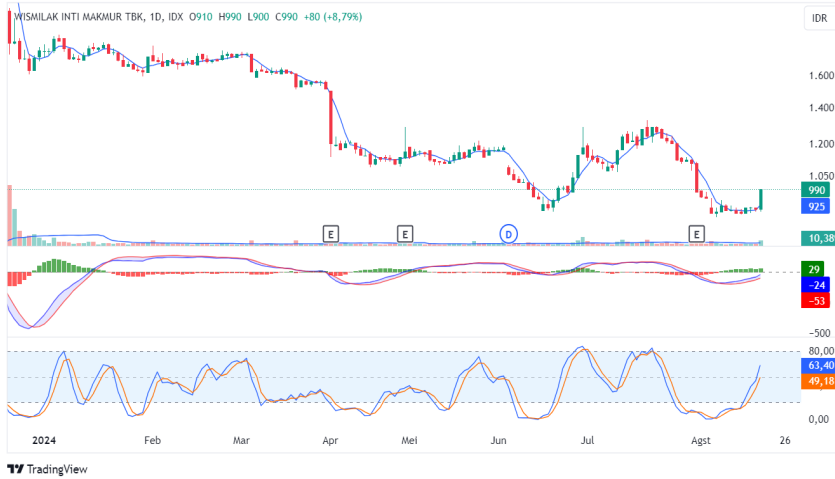 WISMILAK INTI MAKMUR TBK, 1D, IDX O910 H990 L900 C990 +80 (+8,79%)
IDR
1.600
1.400
1.200
1.050
990
925
E
E
D
E
10,38
29
−24
−53
−500
80,00
63,40
49,18
0,00
2024
Feb
Mar
Apr
Mei
Jun
Jul
Agst
26
TradingView